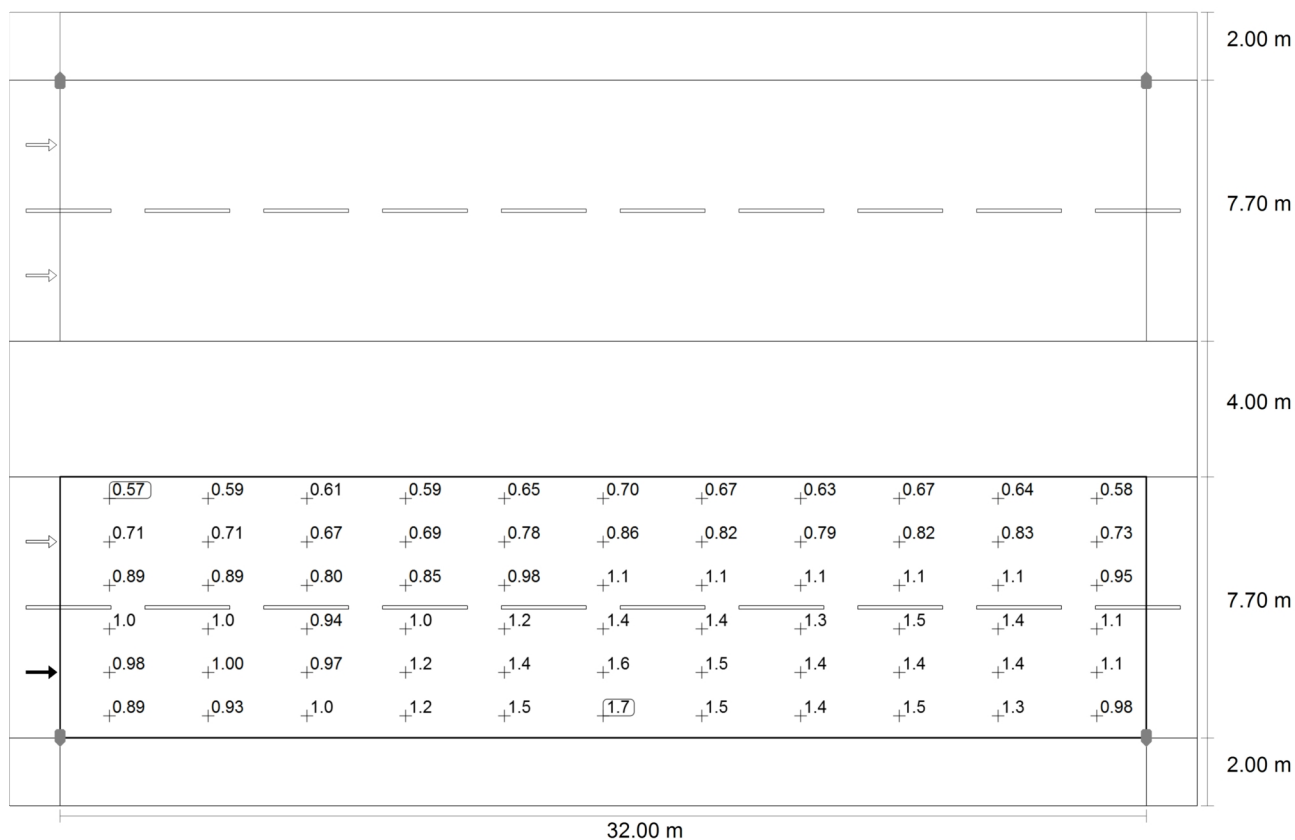 2.00 m
7.70 m
4.00 m
0.57 0.59 0.61 0.59 0.65 0.70 0.67 0.63 0.67 0.64 0.58
0.71 0.71 0.67 0.69 0.78 0.86 0.82 0.79 0.82 0.83 0.73
0.89 0.89 0.80 0.85 0.98 1.1 1.1 1.1 1.1 1.1 0.95
7.70 m
1.0 1.0 0.94 1.0 1.2 1.4 1.4 1.3 1.5 1.4 1.1
0.98 1.00 0.97 1.2 1.4 1.6 1.5 1.4 1.4 1.4 1.1
0.89 0.93 1.0 1.2 1.5 1.7 1.5 1.4 1.5 1.3 0.98
2.00 m
32.00 m